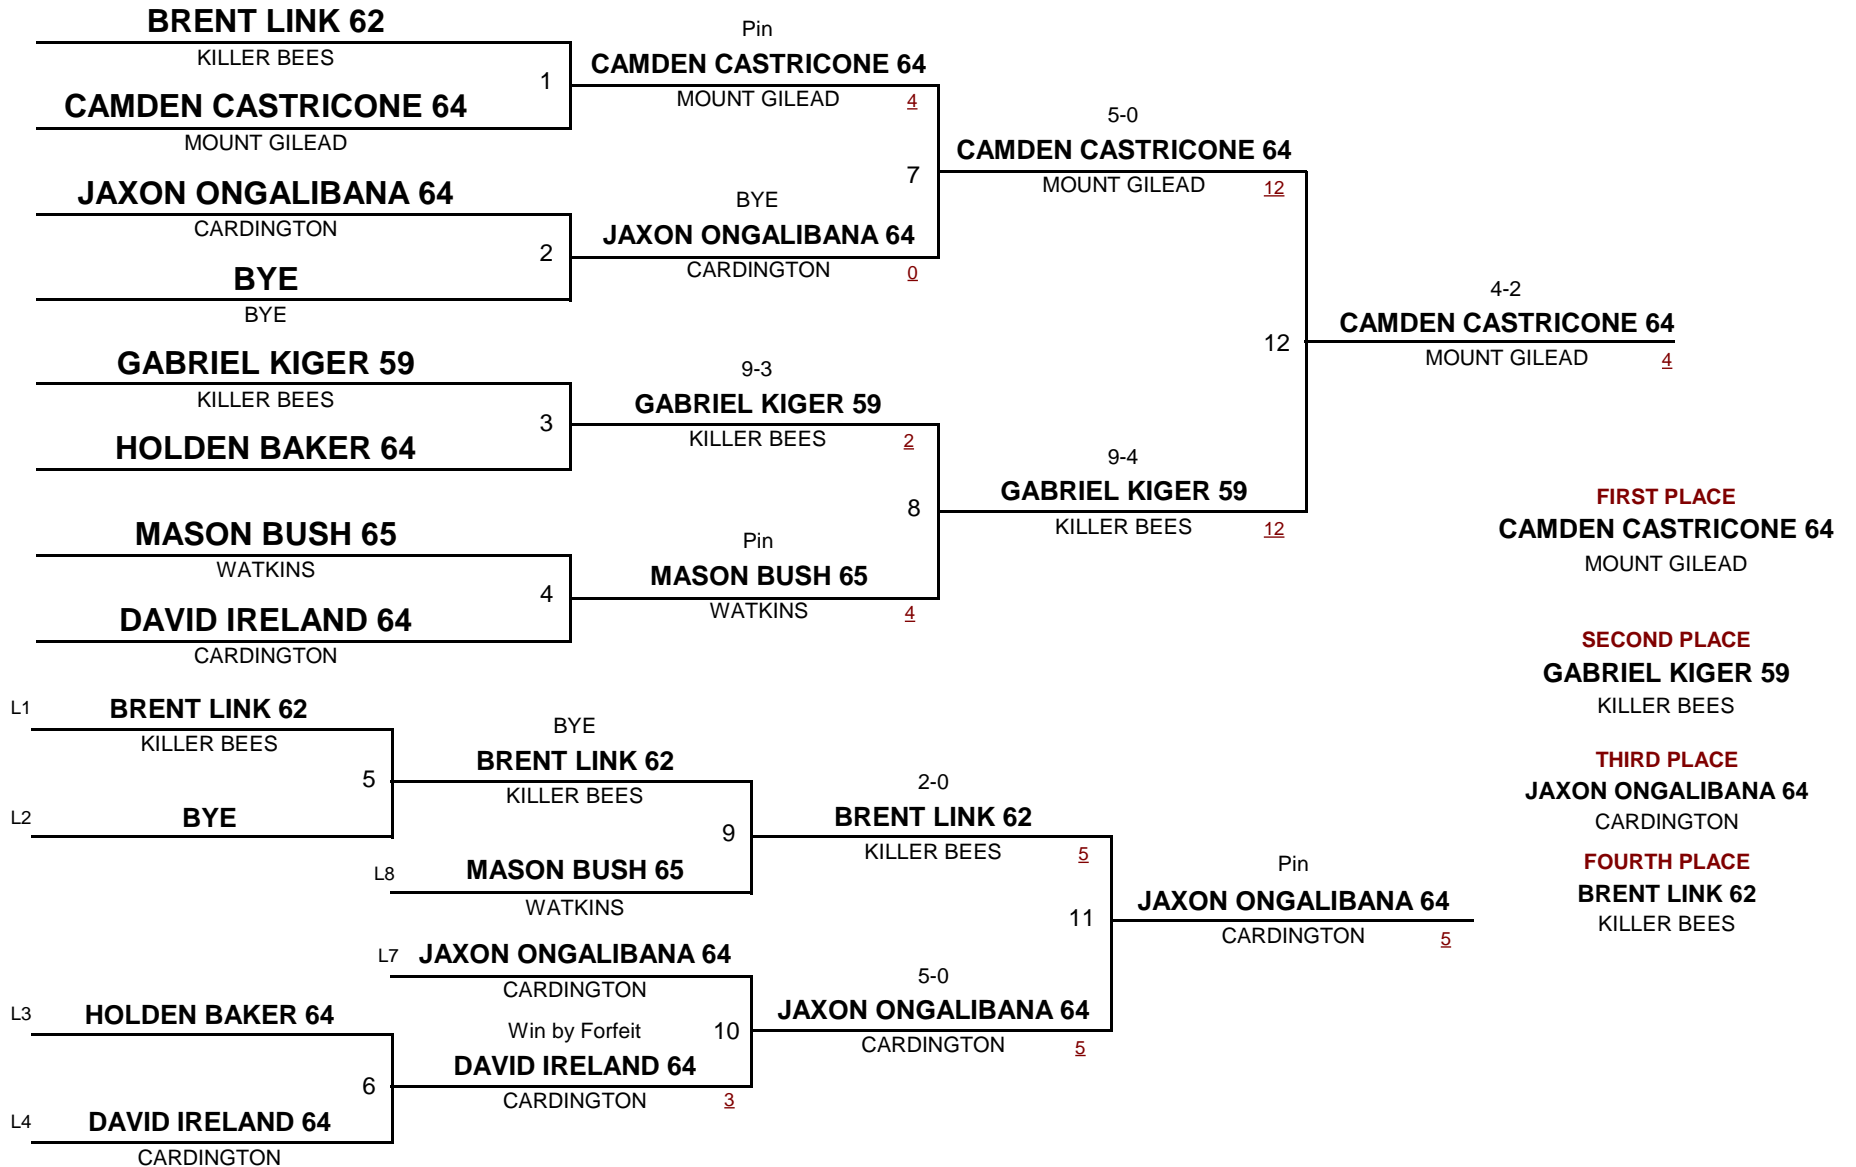 BRENT LINK 62
KILLER BEES
1
CAMDEN CASTRICONE 64
MOUNT GILEAD
JAXON ONGALIBANA 64
CARDINGTON
2
BYE
BYE
GABRIEL KIGER 59
KILLER BEES
3
HOLDEN BAKER 64
MASON BUSH 65
WATKINS
4
DAVID IRELAND 64
CARDINGTON
Pin
CAMDEN CASTRICONE 64
MOUNT GILEAD 4
7
BYE
JAXON ONGALIBANA 64
CARDINGTON 0
9-3
GABRIEL KIGER 59
KILLER BEES 2
8
Pin
MASON BUSH 65
WATKINS 4
5-0
CAMDEN CASTRICONE 64
MOUNT GILEAD 12
12
9-4
GABRIEL KIGER 59
KILLER BEES 12
4-2
CAMDEN CASTRICONE 64
MOUNT GILEAD 4
L1 BRENT LINK 62
KILLER BEES
5
L2 BYE
L3 HOLDEN BAKER 64
6
L4 DAVID IRELAND 64
CARDINGTON
BYE
BRENT LINK 62
KILLER BEES
9
L8 MASON BUSH 65
WATKINS
L7 JAXON ONGALIBANA 64
CARDINGTON
10
Win by Forfeit
DAVID IRELAND 64
CARDINGTON 3
2-0
BRENT LINK 62
KILLER BEES 5
11
5-0
JAXON ONGALIBANA 64
CARDINGTON 5
Pin
JAXON ONGALIBANA 64
CARDINGTON 5
FIRST PLACE
CAMDEN CASTRICONE 64
MOUNT GILEAD
SECOND PLACE
GABRIEL KIGER 59
KILLER BEES
THIRD PLACE
JAXON ONGALIBANA 64
CARDINGTON
FOURTH PLACE
BRENT LINK 62
KILLER BEES